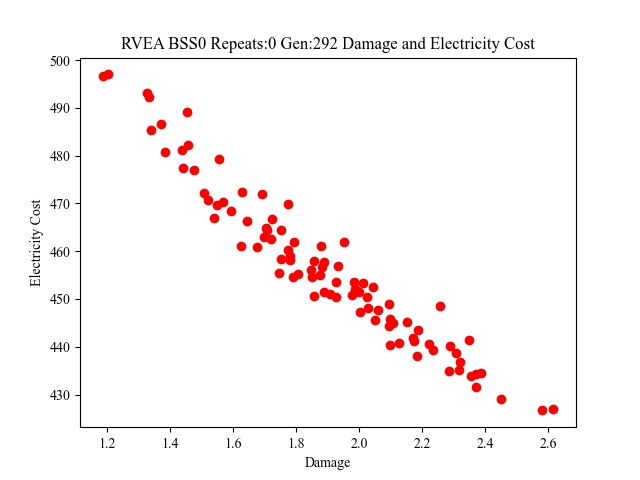 RVEA BSS0 Repeats:0 Gen:292 Damage and Electricity Cost
500
490
480
470
460
450
440
430
Electricity Cost
1.2 1.4 1.6 1.8 2.0 2.2 2.4 2.6
Damage